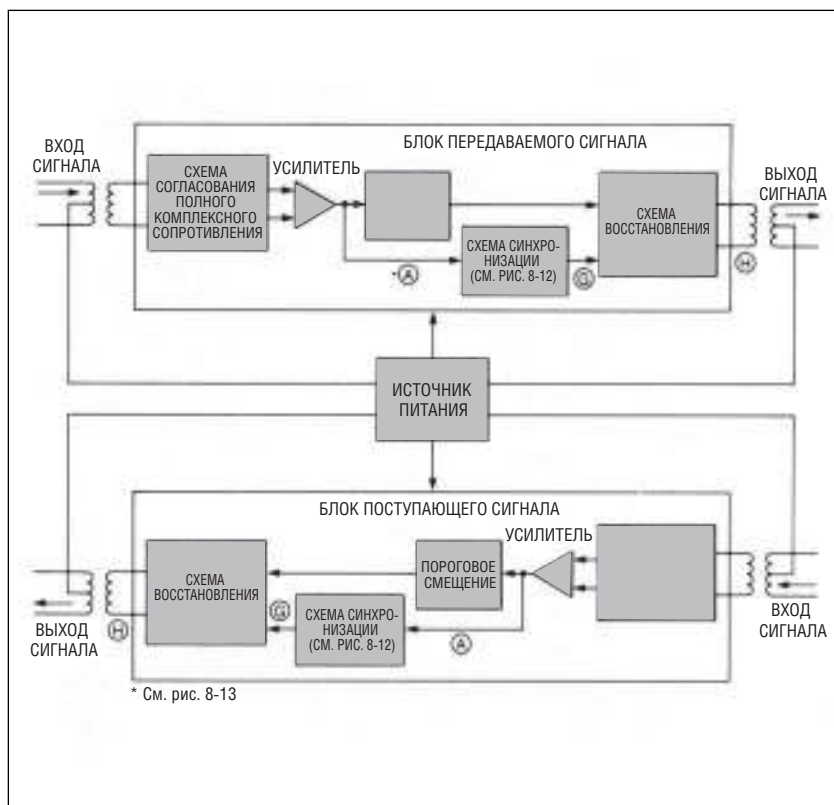 БЛОК ПЕРЕДАВАЕМОГО СИГНАЛА
ВХОД
СИГНАЛА
СХЕМА
СОГЛАСОВАНИЯ
ПОЛНОГО
КОМПЛЕКСНОГО
СОПРОТИВЛЕНИЯ
УСИЛИТЕЛЬ
СХЕМА СИНХРО-
НИЗАЦИИ
(СМ. РИС. 8-12)
СХЕМА
ВОССТАНОВЛЕНИЯ
ВЫХОД
СИГНАЛА
*A
G
H
ИСТОЧНИК
ПИТАНИЯ
БЛОК ПОСТУПАЮЩЕГО СИГНАЛА
УСИЛИТЕЛЬ
ПОРОГОВОЕ
СМЕЩЕНИЕ
СХЕМА
ВОССТАНОВЛЕНИЯ
СХЕМА СИНХРО-
НИЗАЦИИ
(СМ. РИС. 8-12)
G
A
H
ВЫХОД
СИГНАЛА
ВХОД
СИГНАЛА
* См. рис. 8-13